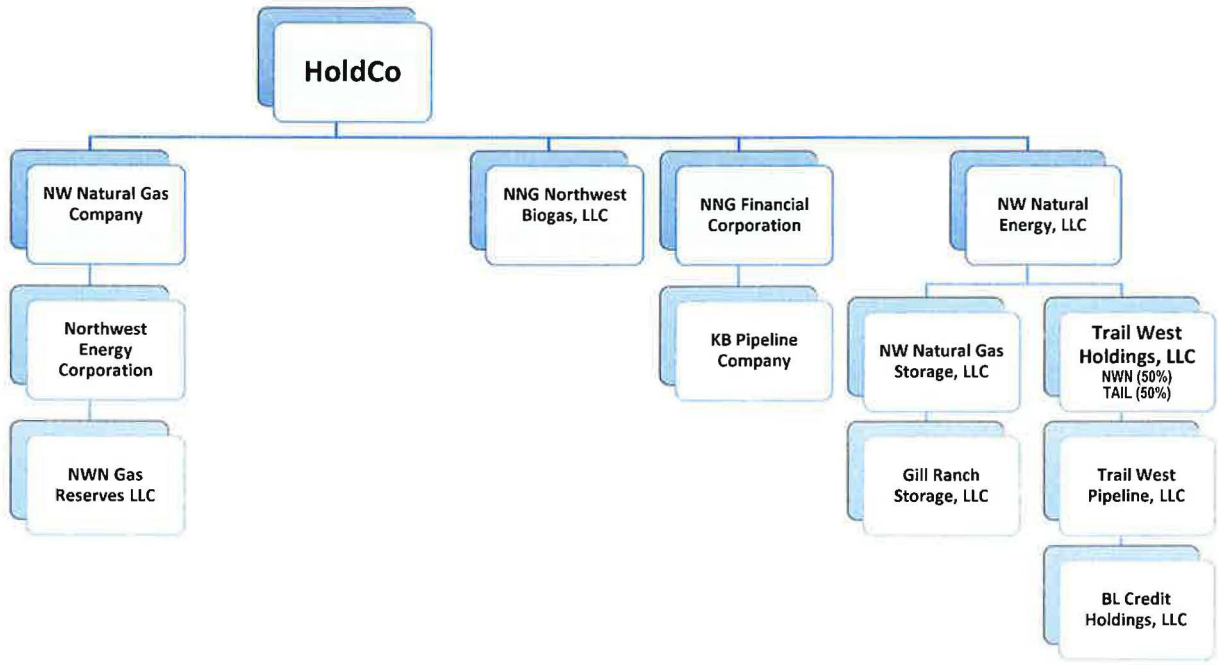 HoldCo
NW Natural Gas
Company
NNG Northwest
Biogas, LLC
NNG Financial
Corporation
NW Natural
Energy, LLC
Northwest
Energy
Corporation
KB Pipeline
Company
NW Natural Gas
Storage, LLC
Trail West
Holdings, LLC
NWN (50%)
TAIL (50%)
NWN Gas
Reserves LLC
Gill Ranch
Storage, LLC
Trail West
Pipeline, LLC
BL Credit
Holdings, LLC